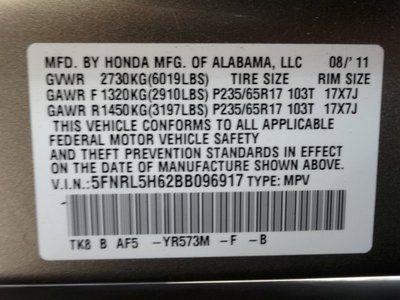 MFD. BY HONDA MFG. OF ALABAMA, LLC 08/'11
GVWR 2730KG(6019LBS) TIRE SIZE RIM SIZE
GAWR F 1320KG(2910LBS) P235/65R17 103T 17X7J
GAWR R1450KG(3197LBS) P235/65R17 103T 17X7J
THIS VEHICLE CONFORMS TO ALL APPLICABLE
FEDERAL MOTOR VEHICLE SAFETY
AND THEFT PREVENTION STANDARDS IN EFFECT
ON THE DATE OF MANUFACTURE SHOWN ABOVE.
V.I.N.:5FNRL5H62BB096917 TYPE: MPV
TK8 B AF5 -YR573M -F -B